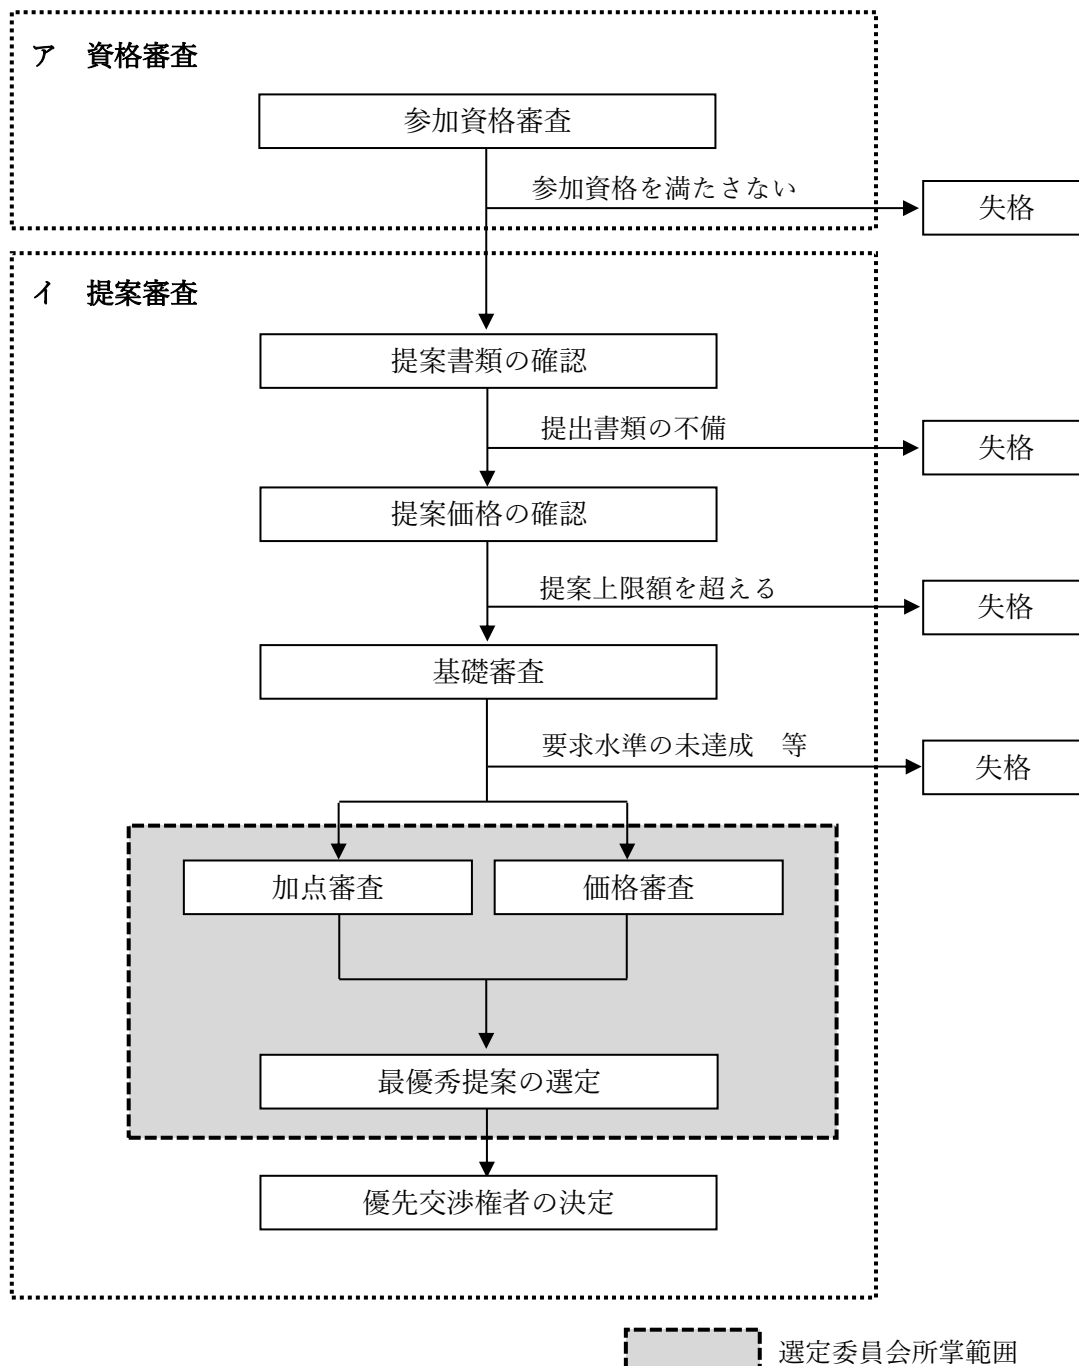 ア　資格審査
参加資格審査
参加資格を満たさない
失格
イ　提案審査
提案書類の確認
提出書類の不備
失格
提案価格の確認
提案上限額を超える
失格
基礎審査
要求水準の未達成　等
失格
加点審査
価格審査
最優秀提案の選定
優先交渉権者の決定
選定委員会所掌範囲